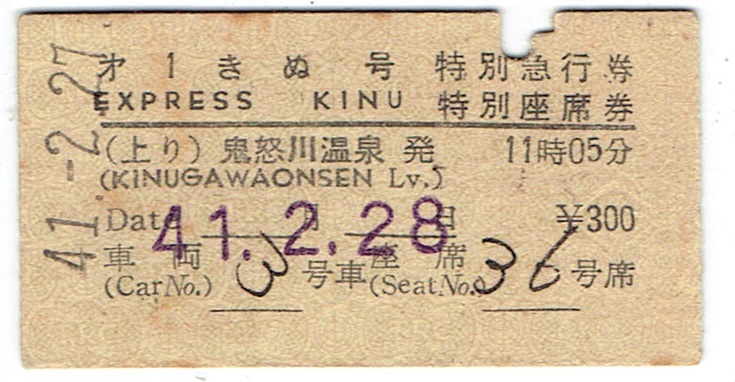 41.-2.27
才1きぬ号 特別急行券
EXPRESS KINU 特別座席券
(上り) 鬼怒川温泉 発 11時05分
(KINUGAWAONSEN Lv.)
Date 41.2.28 月 日 ¥300
車両 3 号車 座席 36 号席
(Car No.) (Seat No.)